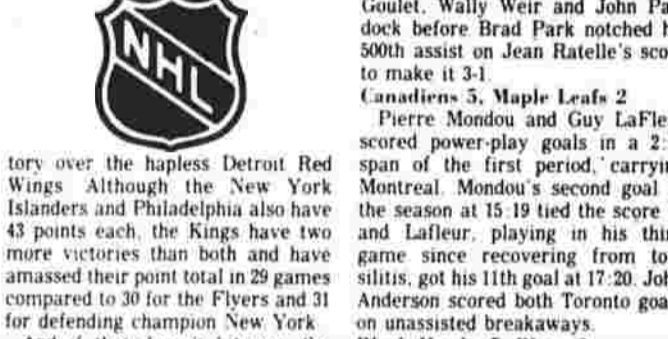 NHL
tory over the hapless Detroit Red
Wings Although the New York
Islanders and Philadelphia also have
43 points each, the Kings have two
more victories than both and have
amassed their point total in 29 games
compared to 30 for the Flyers and 31
for defending champion New York
Goulet, Wally Weir and John Pa
dock before Brad Park notched h
500th assist on Jean Ratelle's sco
to make it 3-1
Canadiens 5, Maple Leafs 2
Pierre Mondou and Guy LaFle
scored power-play goals in a 2:
span of the first period, carryin
Montreal. Mondou's second goal
the season at 15:19 tied the score
and Lafleur, playing in his thir
game since recovering from to
silitis, got his 11th goal at 17:20. Joh
Anderson scored both Toronto goa
on unassisted breakaways.